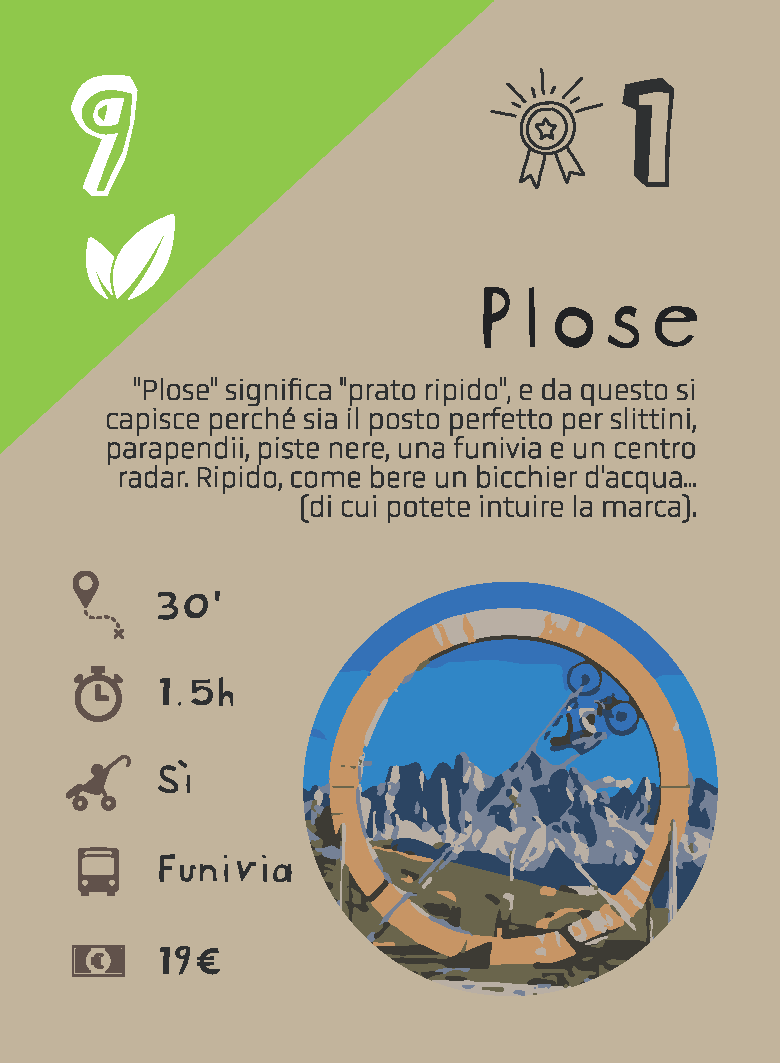 9
1
Plose
"Plose" significa "prato ripido", e da questo si
capisce perché sia il posto perfetto per slittini,
parapendii, piste nere, una funivia e un centro
radar. Ripido, come bere un bicchier d'acqua...
(di cui potete intuire la marca).
30'
1.5h
Sì
Funivia
19€